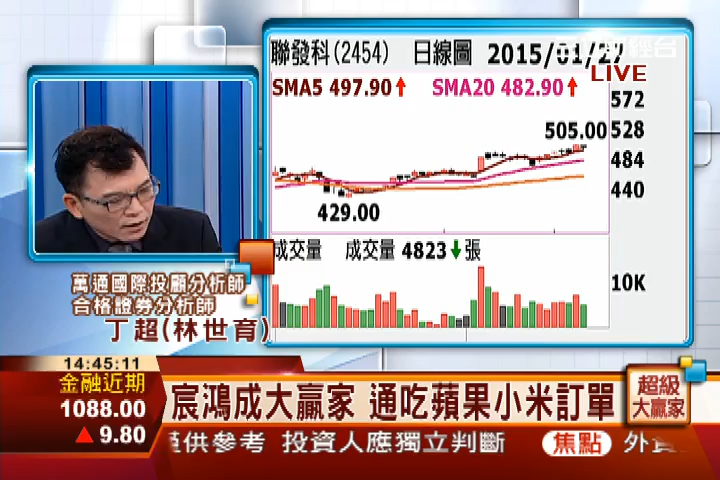 聯發科(2454) 日線圖 2015/01/27
LIVE
SMA5 497.90↑ SMA20 482.90↑
572
528
484
440
505.00
429.00
成交量 成交量 4823↓張
10K
萬通國際投顧分析師
合格證券分析師
丁超(林世育)
14:45:11
金融近期
1088.00
▲9.80
宸鴻成大贏家 通吃蘋果小米訂單
超級
大贏家
僅供參考 投資人應獨立判斷 焦點 外資